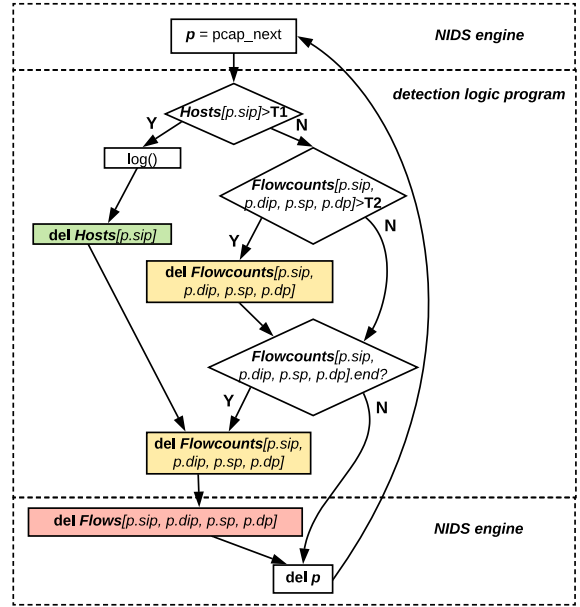 p = pcap_next
NIDS engine
detection logic program
Hosts[p.sip]>T1
Y
N
log()
Flowcounts[p.sip,
p.dip, p.sp, p.dp]>T2
del Hosts[p.sip]
Y
N
del Flowcounts[p.sip,
p.dip, p.sp, p.dp]
Flowcounts[p.sip,
p.dip, p.sp, p.dp].end?
Y
N
del Flowcounts[p.sip,
p.dip, p.sp, p.dp]
del Flows[p.sip, p.dip, p.sp, p.dp]
NIDS engine
del p